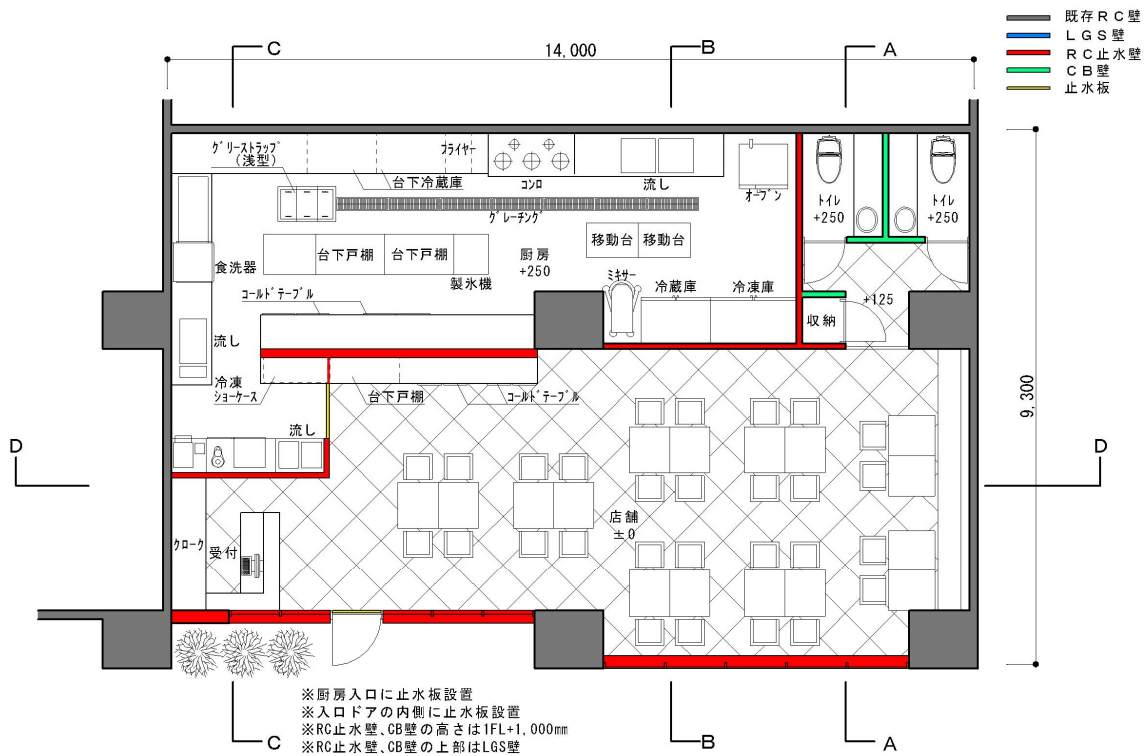 既存ＲＣ壁
ＬＧＳ壁
ＲＣ止水壁
ＣＢ壁
止水板
C
14,000
B
A
ｸﾞﾘｰｽﾄﾗｯﾌﾟ
（浅型）
ﾌﾗｲﾔｰ
台下冷蔵庫
ｺﾝﾛ
流し
ｵｰﾌﾞﾝ
ﾄｲﾚ
+250
ﾄｲﾚ
+250
ｸﾞﾚｰﾁﾝｸﾞ
台下戸棚
台下戸棚
厨房
+250
移動台
移動台
食洗器
製氷機
ﾐｷｻｰ
冷蔵庫
冷凍庫
+125
収納
ｺｰﾙﾄﾞﾃｰﾌﾞﾙ
流し
冷凍
ｼｮｰｹｰｽ
台下戸棚
ｺｰﾙﾄﾞﾃｰﾌﾞﾙ
9,300
流し
D
D
店舗
±0
ｸﾛｰｸ
受付
※厨房入口に止水板設置
※入口ドアの内側に止水板設置
※RC止水壁、CB壁の高さは1FL+1,000mm
※RC止水壁、CB壁の上部はLGS壁
C
B
A